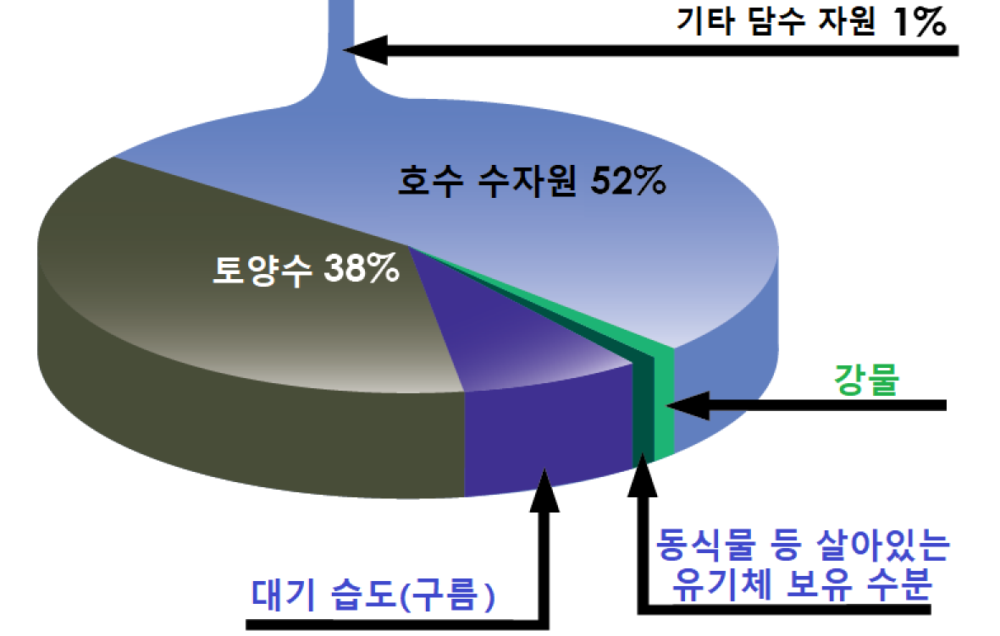 기타 담수 자원 1%
호수 수자원 52%
토양수 38%
강물
동식물 등 살아있는
유기체 보유 수분
대기 습도(구름)